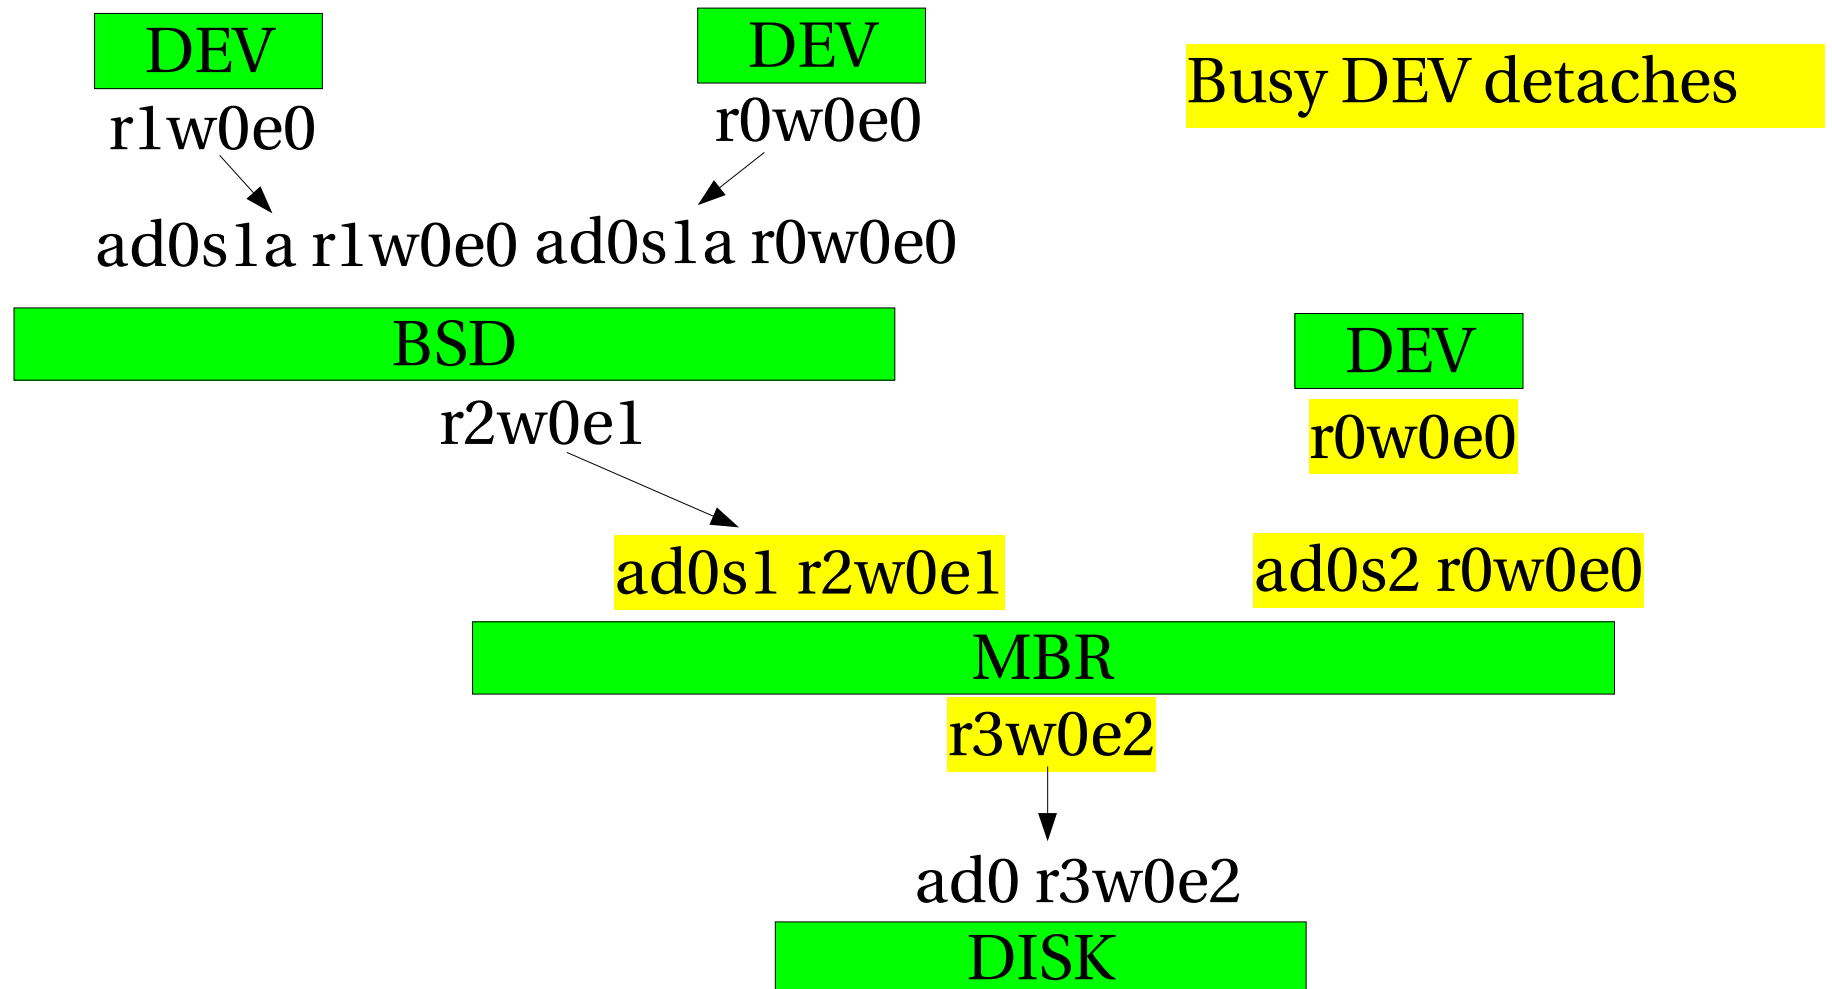 DEV
DEV
Busy DEV detaches
r1w0e0
r0w0e0
ad0s1a r1w0e0
ad0s1a r0w0e0
BSD
DEV
r2w0e1
r0w0e0
ad0s1 r2w0e1
ad0s2 r0w0e0
MBR
r3w0e2
ad0 r3w0e2
DISK